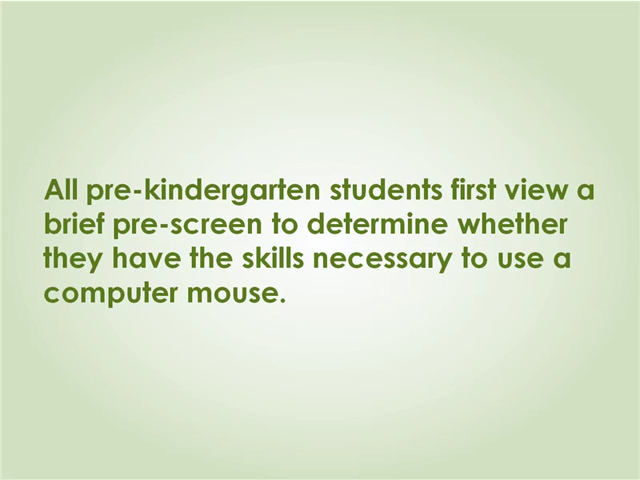 All pre-kindergarten students first view a
brief pre-screen to determine whether
they have the skills necessary to use a
computer mouse.